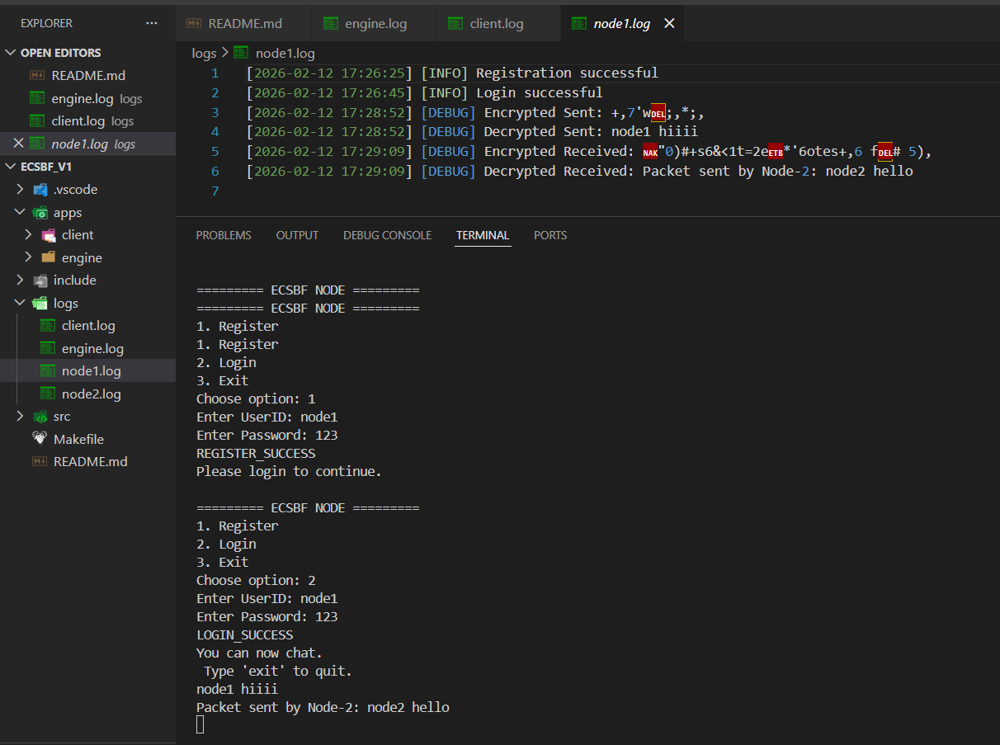 EXPLORER
···
OPEN EDITORS
README.md
engine.log logs
client.log logs
node1.log logs
ECSBF_V1
.vscode
apps
client
engine
include
logs
client.log
engine.log
node1.log
node2.log
src
Makefile
README.md
README.md engine.log client.log node1.log
logs > node1.log
1 [2026-02-12 17:26:25] [INFO] Registration successful
2 [2026-02-12 17:26:45] [INFO] Login successful
3 [2026-02-12 17:28:52] [DEBUG] Encrypted Sent: +,7'wDEL;,*;,
4 [2026-02-12 17:28:52] [DEBUG] Decrypted Sent: node1 hiiii
5 [2026-02-12 17:29:09] [DEBUG] Encrypted Received: NAK"0)#+s6&<1t=2eETB*'6otes+,6 fDEL# 5),
6 [2026-02-12 17:29:09] [DEBUG] Decrypted Received: Packet sent by Node-2: node2 hello
7
PROBLEMS OUTPUT DEBUG CONSOLE TERMINAL PORTS
========= ECSBF NODE =========
========= ECSBF NODE =========
1. Register
1. Register
2. Login
3. Exit
Choose option: 1
Enter UserID: node1
Enter Password: 123
REGISTER_SUCCESS
Please login to continue.
========= ECSBF NODE =========
1. Register
2. Login
3. Exit
Choose option: 2
Enter UserID: node1
Enter Password: 123
LOGIN_SUCCESS
You can now chat.
Type 'exit' to quit.
node1 hiiii
Packet sent by Node-2: node2 hello